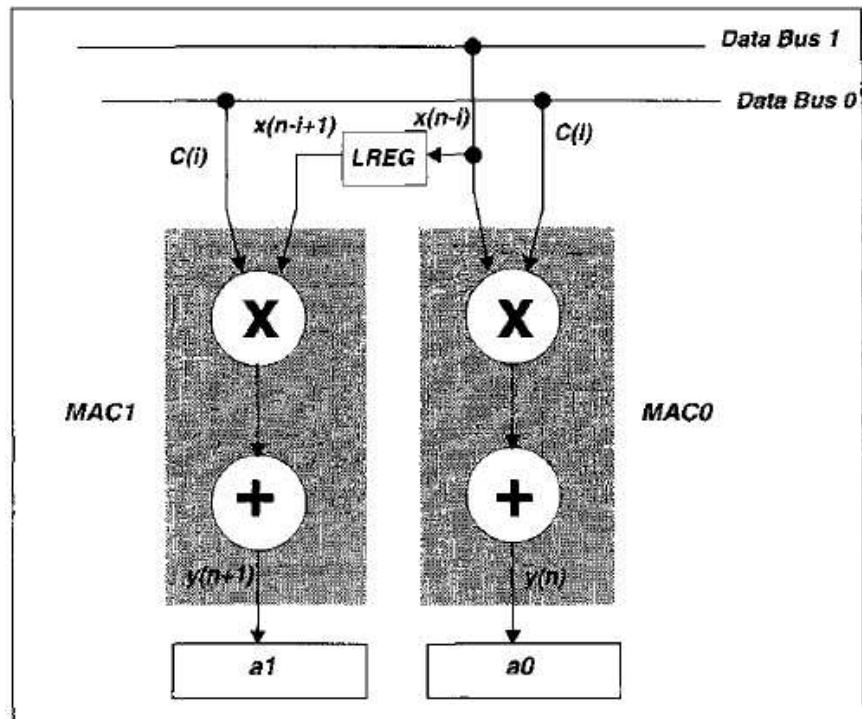 Data Bus 1
Data Bus 0
x(n-i+1)
x(n-i)
C(i)
C(i)
LREG
X
X
MAC1
MAC0
+
+
y(n+1)
y(n)
a1
a0